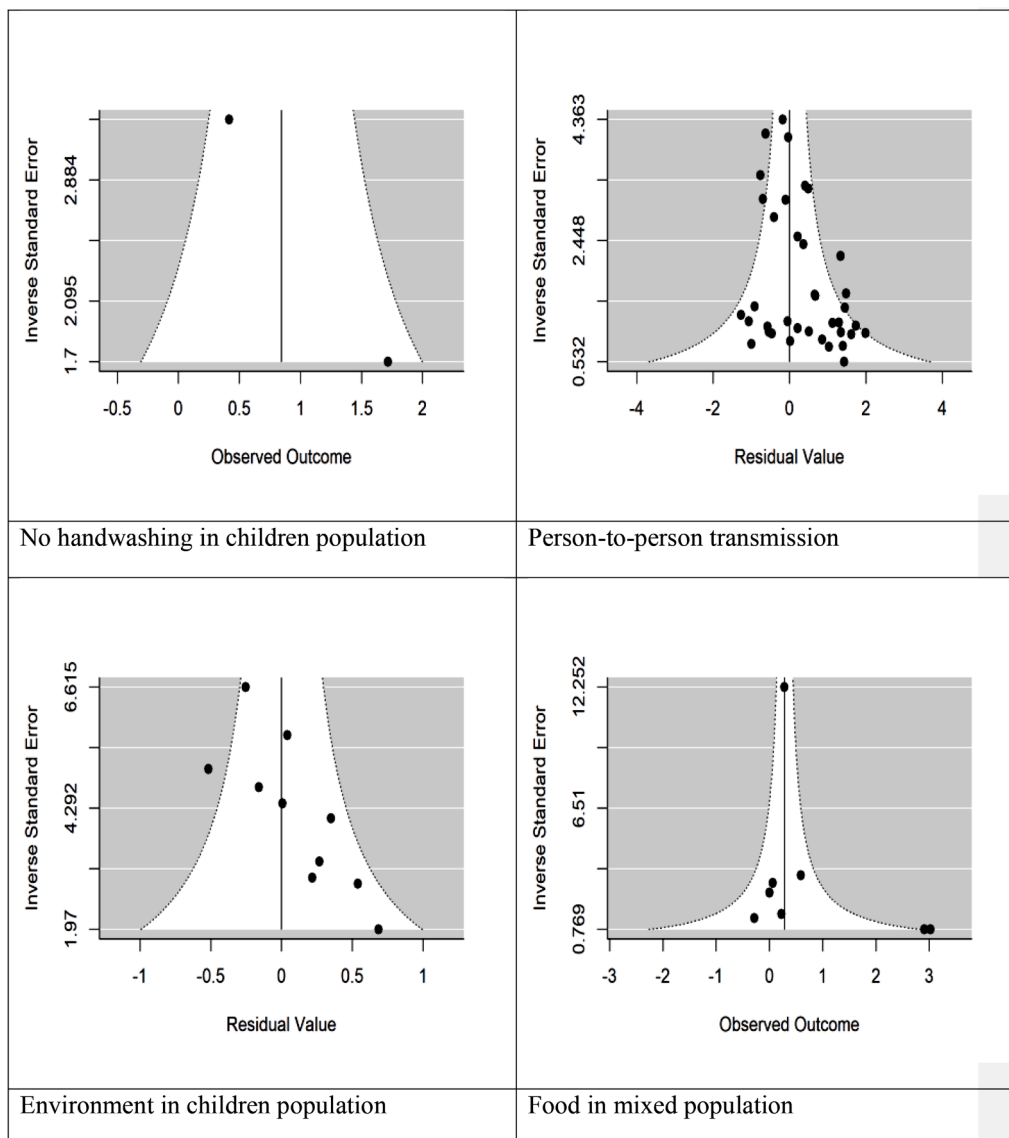 Inverse Standard Error
2.884
2.095
1.7
-0.5 0 0.5 1 1.5 2
Observed Outcome
No handwashing in children population
Inverse Standard Error
4.363
2.448
0.532
-4 -2 0 2 4
Residual Value
Person-to-person transmission
Inverse Standard Error
6.615
4.292
1.97
-1 -0.5 0 0.5 1
Residual Value
Environment in children population
Inverse Standard Error
12.252
6.51
0.769
-3 -2 -1 0 1 2 3
Observed Outcome
Food in mixed population